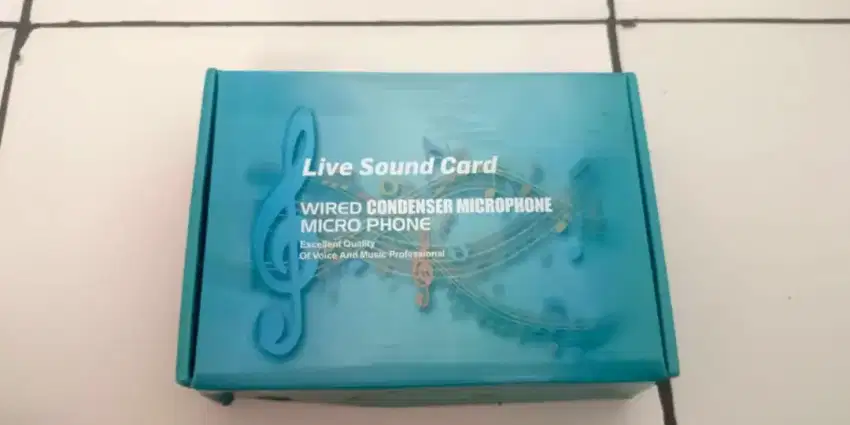 Live Sound Card
WIRED CONDENSER MICROPHONE
MICRO PHONE
Excellent Quality
Of Voice And Music Professional